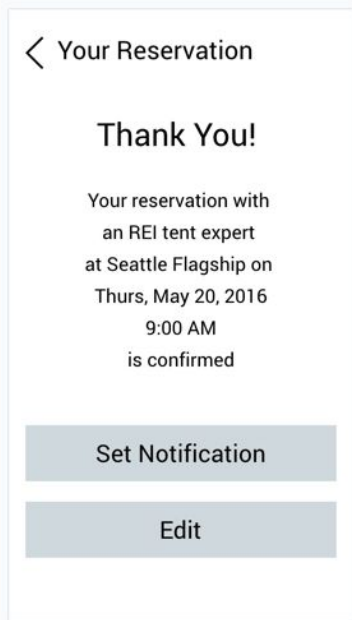 Your Reservation
Thank You!
Your reservation with
an REI tent expert
at Seattle Flagship on
Thurs, May 20, 2016
9:00 AM
is confirmed
Set Notification
Edit